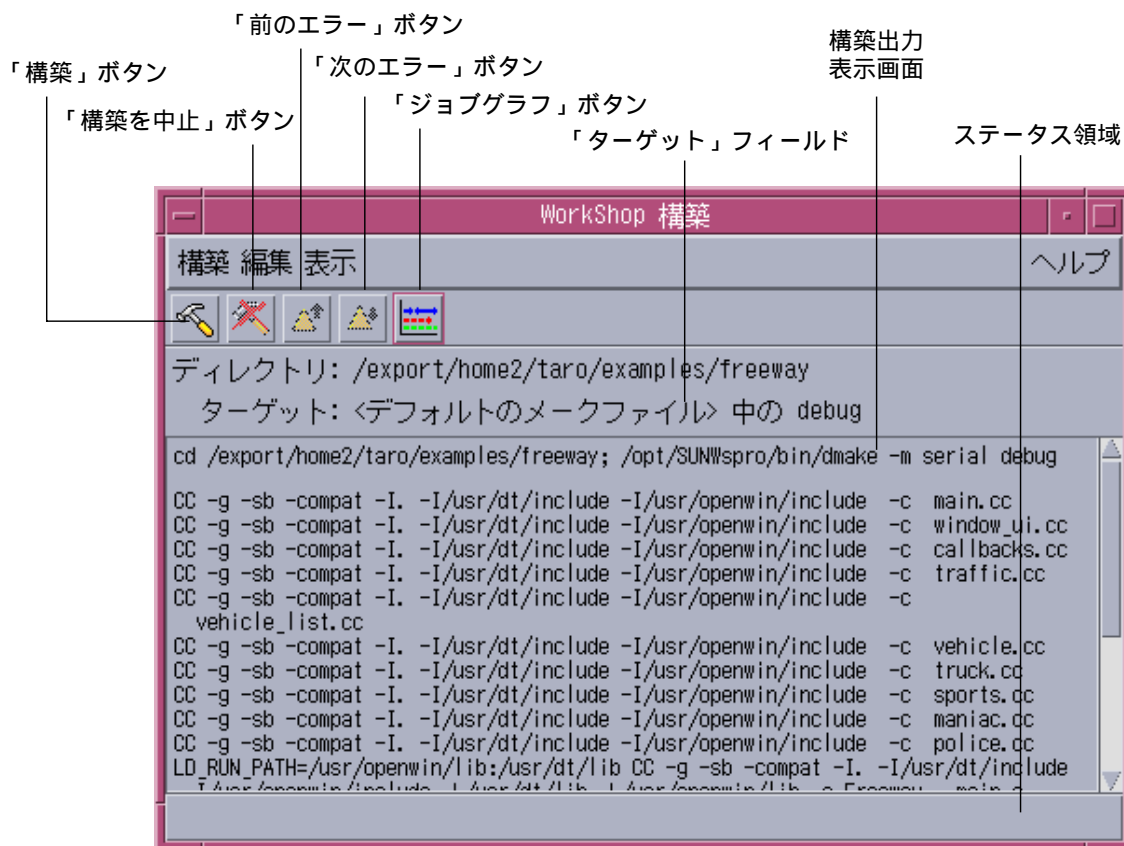 「前のエラー」ボタン
構築出力
表示画面
「構築」ボタン
「次のエラー」ボタン
「ジョブグラフ」ボタン
「構築を中止」ボタン
「ターゲット」フィールド
ステータス領域
WorkShop 構築
構築 編集 表示 ヘルプ
ディレクトリ: /export/home2/taro/examples/freeway
ターゲット: <デフォルトのメークファイル> 中の debug
cd /export/home2/taro/examples/freeway; /opt/SUNWspro/bin/dmake -m serial debug
CC -g -sb -compat -I. -I/usr/dt/include -I/usr/openwin/include -c main.cc
CC -g -sb -compat -I. -I/usr/dt/include -I/usr/openwin/include -c window_ui.cc
CC -g -sb -compat -I. -I/usr/dt/include -I/usr/openwin/include -c callbacks.cc
CC -g -sb -compat -I. -I/usr/dt/include -I/usr/openwin/include -c traffic.cc
CC -g -sb -compat -I. -I/usr/dt/include -I/usr/openwin/include -c
vehicle_list.cc
CC -g -sb -compat -I. -I/usr/dt/include -I/usr/openwin/include -c vehicle.cc
CC -g -sb -compat -I. -I/usr/dt/include -I/usr/openwin/include -c truck.cc
CC -g -sb -compat -I. -I/usr/dt/include -I/usr/openwin/include -c sports.cc
CC -g -sb -compat -I. -I/usr/dt/include -I/usr/openwin/include -c maniac.cc
CC -g -sb -compat -I. -I/usr/dt/include -I/usr/openwin/include -c police.cc
LD_RUN_PATH=/usr/openwin/lib:/usr/dt/lib CC -g -sb -compat -I. -I/usr/dt/include